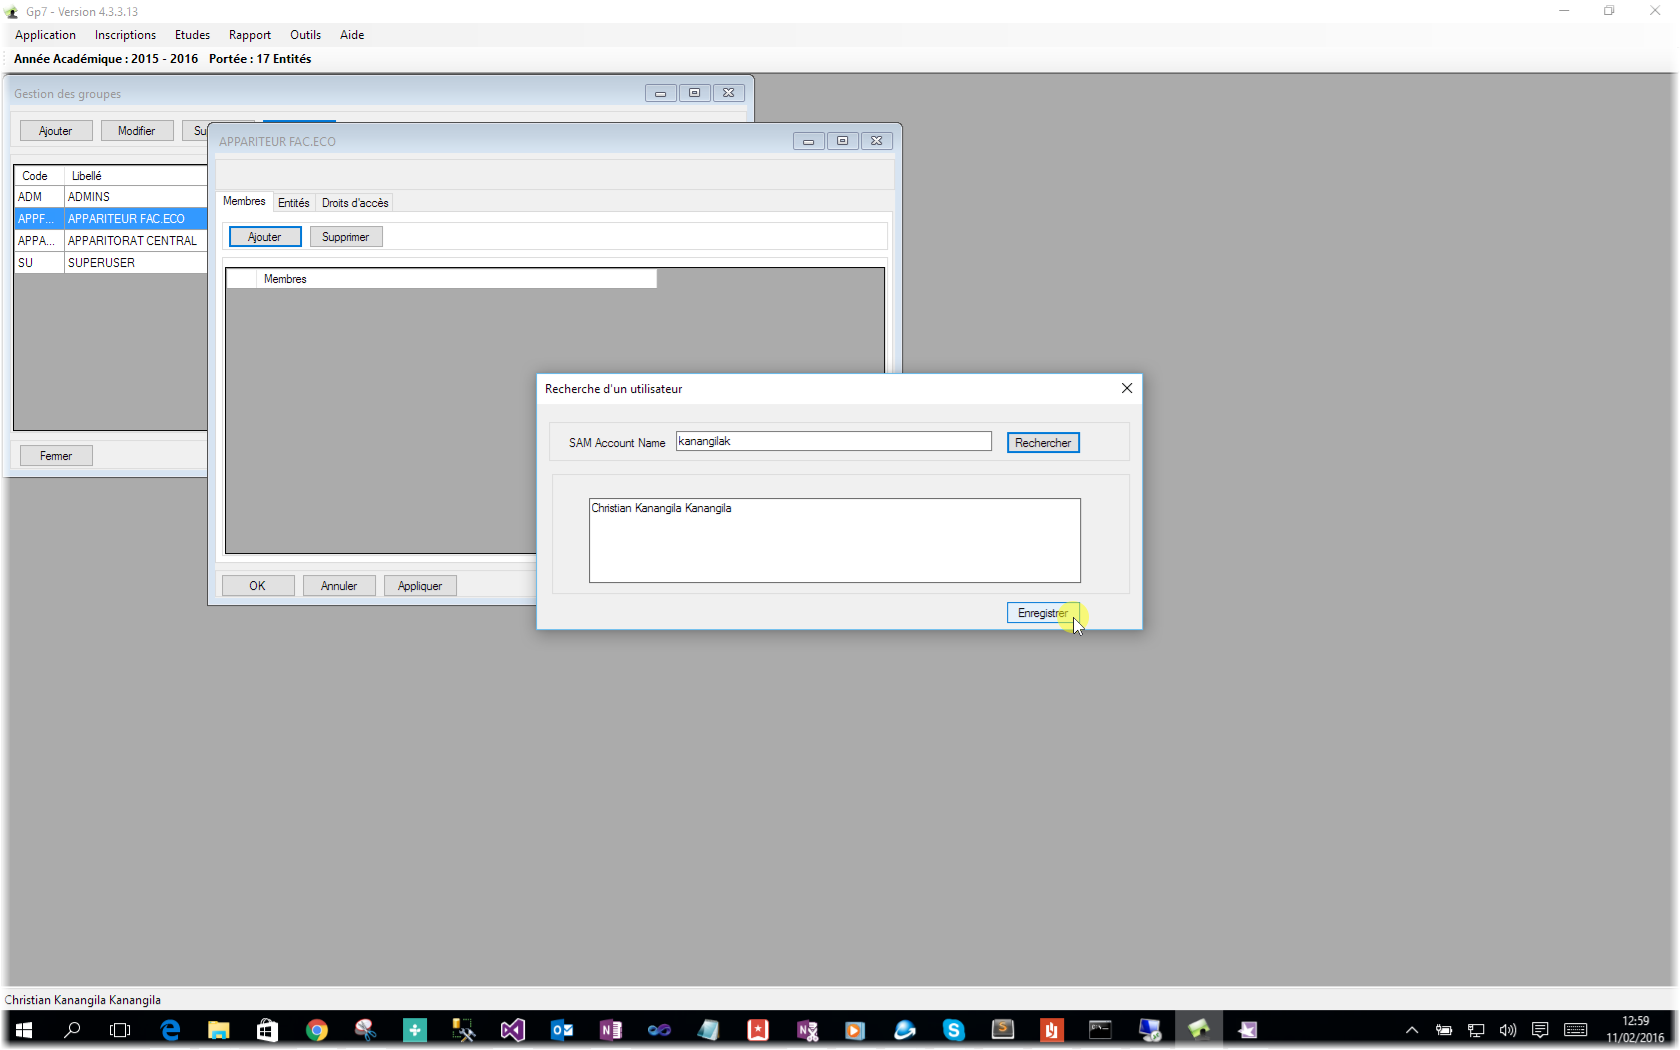 Gp7 - Version 4.3.3.13
Application Inscriptions Etudes Rapport Outils Aide
Année Académique : 2015 - 2016 Portée : 17 Entités
Gestion des groupes
Ajouter Modifier Su
Code Libellé
ADM ADMINS
APPF... APPARITEUR FAC.ECO
APPA... APPARITORAT CENTRAL
SU SUPERUSER
Fermer
APPARITEUR FAC.ECO
Membres Entités Droits d'accès
Ajouter Supprimer
Membres
OK Annuler Appliquer
Recherche d'un utilisateur
SAM Account Name kanangilak Rechercher
Christian Kanangila Kanangila
Enregistrer
Christian Kanangila Kanangila
12:59
11/02/2016